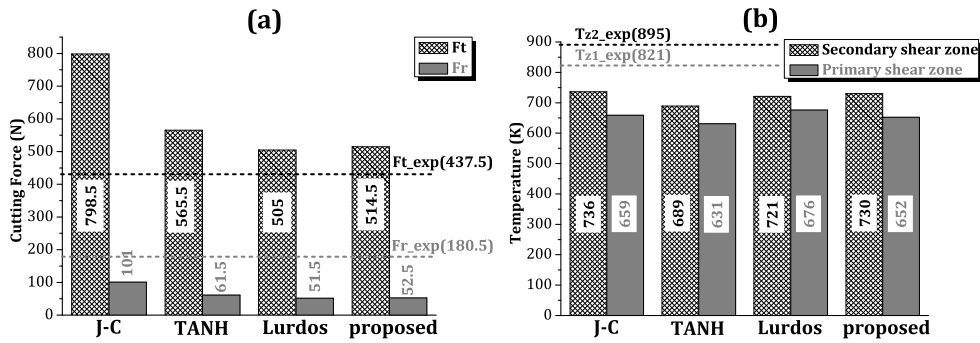 (a)
Cutting Force (N)
800
700
600
500
400
300
200
100
0
Ft
Fr
Ft_exp(437.5)
Fr_exp(180.5)
798.5
101
565.5
61.5
505
51.5
514.5
52.5
J-C
TANH
Lurdos
proposed
(b)
Temperature (K)
900
800
700
600
500
400
300
200
100
0
Tz2_exp(895)
Tz1_exp(821)
Secondary shear zone
Primary shear zone
736
659
689
631
721
676
730
652
J-C
TANH
Lurdos
proposed